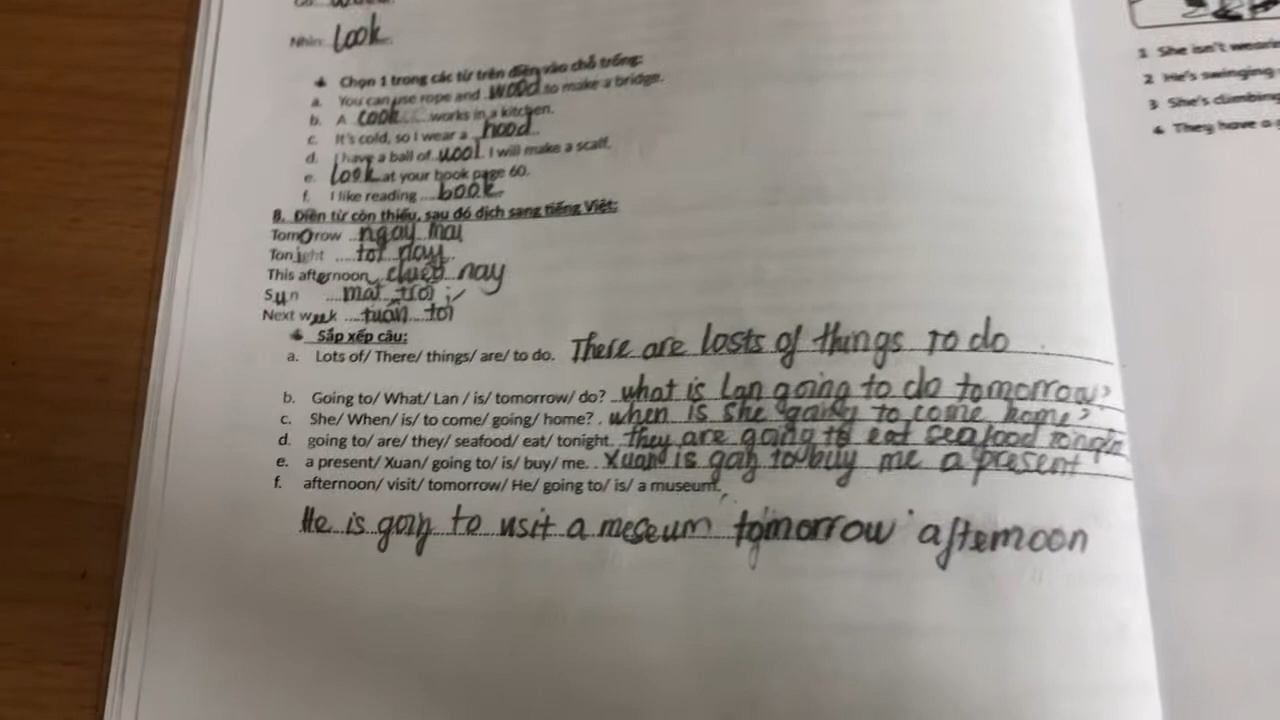 Nhìn: look
Chọn 1 trong các từ trên điền vào chỗ trống:
a. You can use rope and wood to make a bridge.
b. A cook works in a kitchen.
c. It's cold, so I wear a hood.
d. I have a ball of wool. I will make a scarf.
e. look at your book page 60.
f. I like reading book.
B. Điền từ còn thiếu, sau đó dịch sang tiếng Việt:
Tomorow ngay mai
Tonight tối nay
This afternoon chiều nay
Sun mặt trời
Next week tuần tới
Sắp xếp câu:
a. Lots of/ There/ things/ are/ to do. There are losts of things to do
b. Going to/ What/ Lan / is/ tomorrow/ do? what is Lan going to do tomorrow?
c. She/ When/ is/ to come/ going/ home? when is she going to come home?
d. going to/ are/ they/ seafood/ eat/ tonight. They are going to eat seafood
e. a present/ Xuan/ going to/ is/ buy/ me. Xuan is goig to buy me a present
f. afternoon/ visit/ tomorrow/ He/ going to/ is/ a museum.
He is going to visit a meseum tomorrow afternoon
1 She isn't
2 He's swinging
3 She's climbing
4 They have a